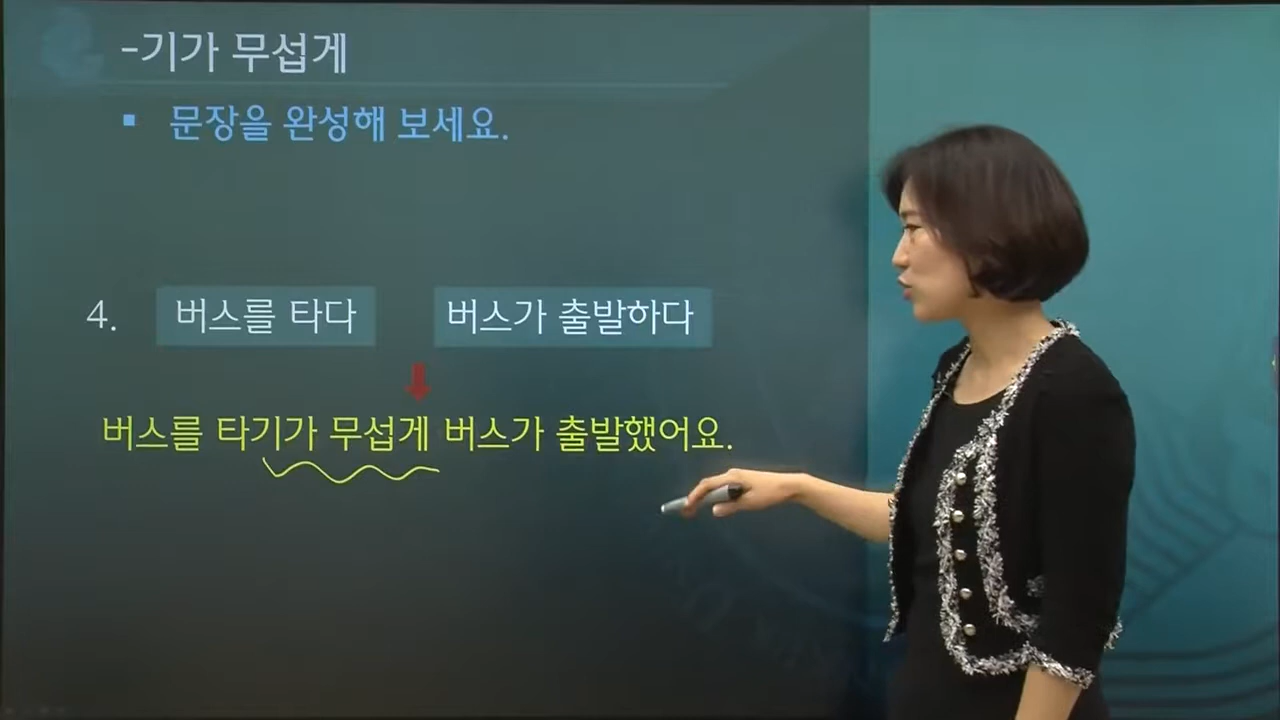 -기가 무섭게
▪ 문장을 완성해 보세요.
4. 버스를 타다 버스가 출발하다
버스를 타기가 무섭게 버스가 출발했어요.